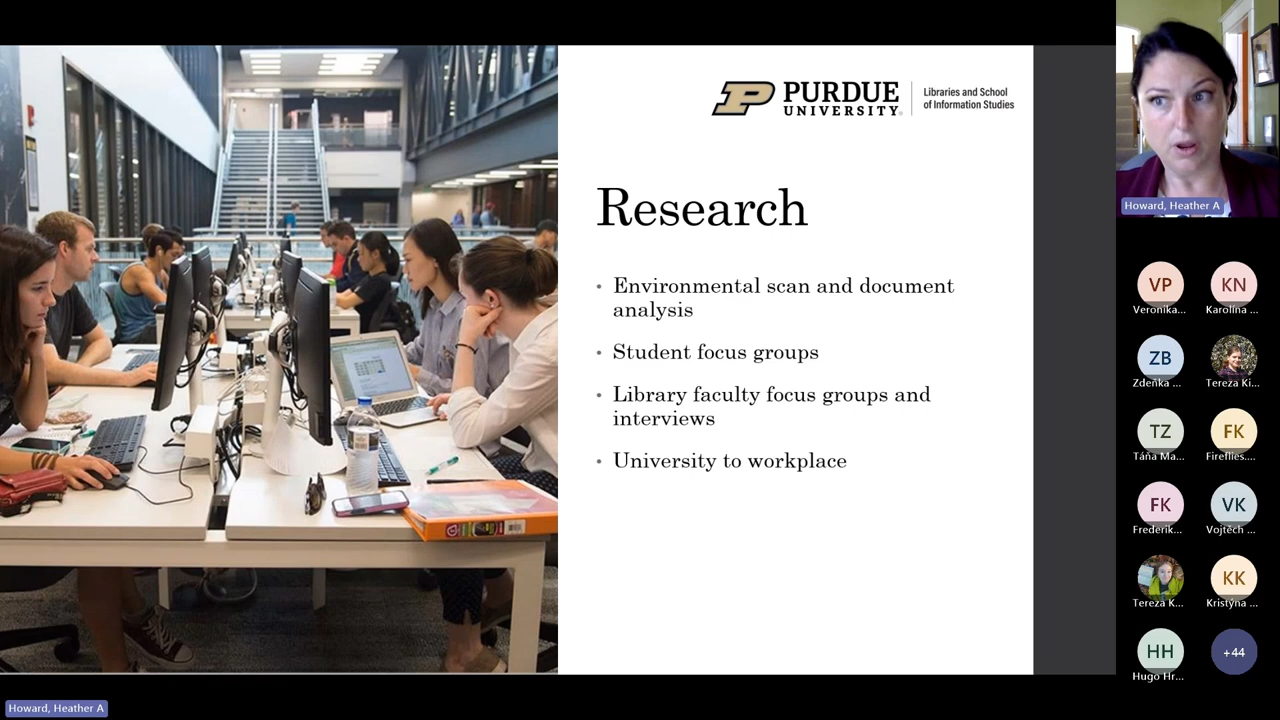 PURDUE
UNIVERSITY
Libraries and School
of Information Studies
Research
• Environmental scan and document
analysis
• Student focus groups
• Library faculty focus groups and
interviews
• University to workplace
Howard, Heather A
VP
Veronika...
KN
Karolína ...
ZB
Zdeňka ...
Tereza Ki...
TZ
Táňa Ma...
FK
Fireflies....
FK
Frederik...
VK
Vojtěch ...
Tereza K...
KK
Kristýna ...
HH
Hugo Hr...
+44
Howard, Heather A